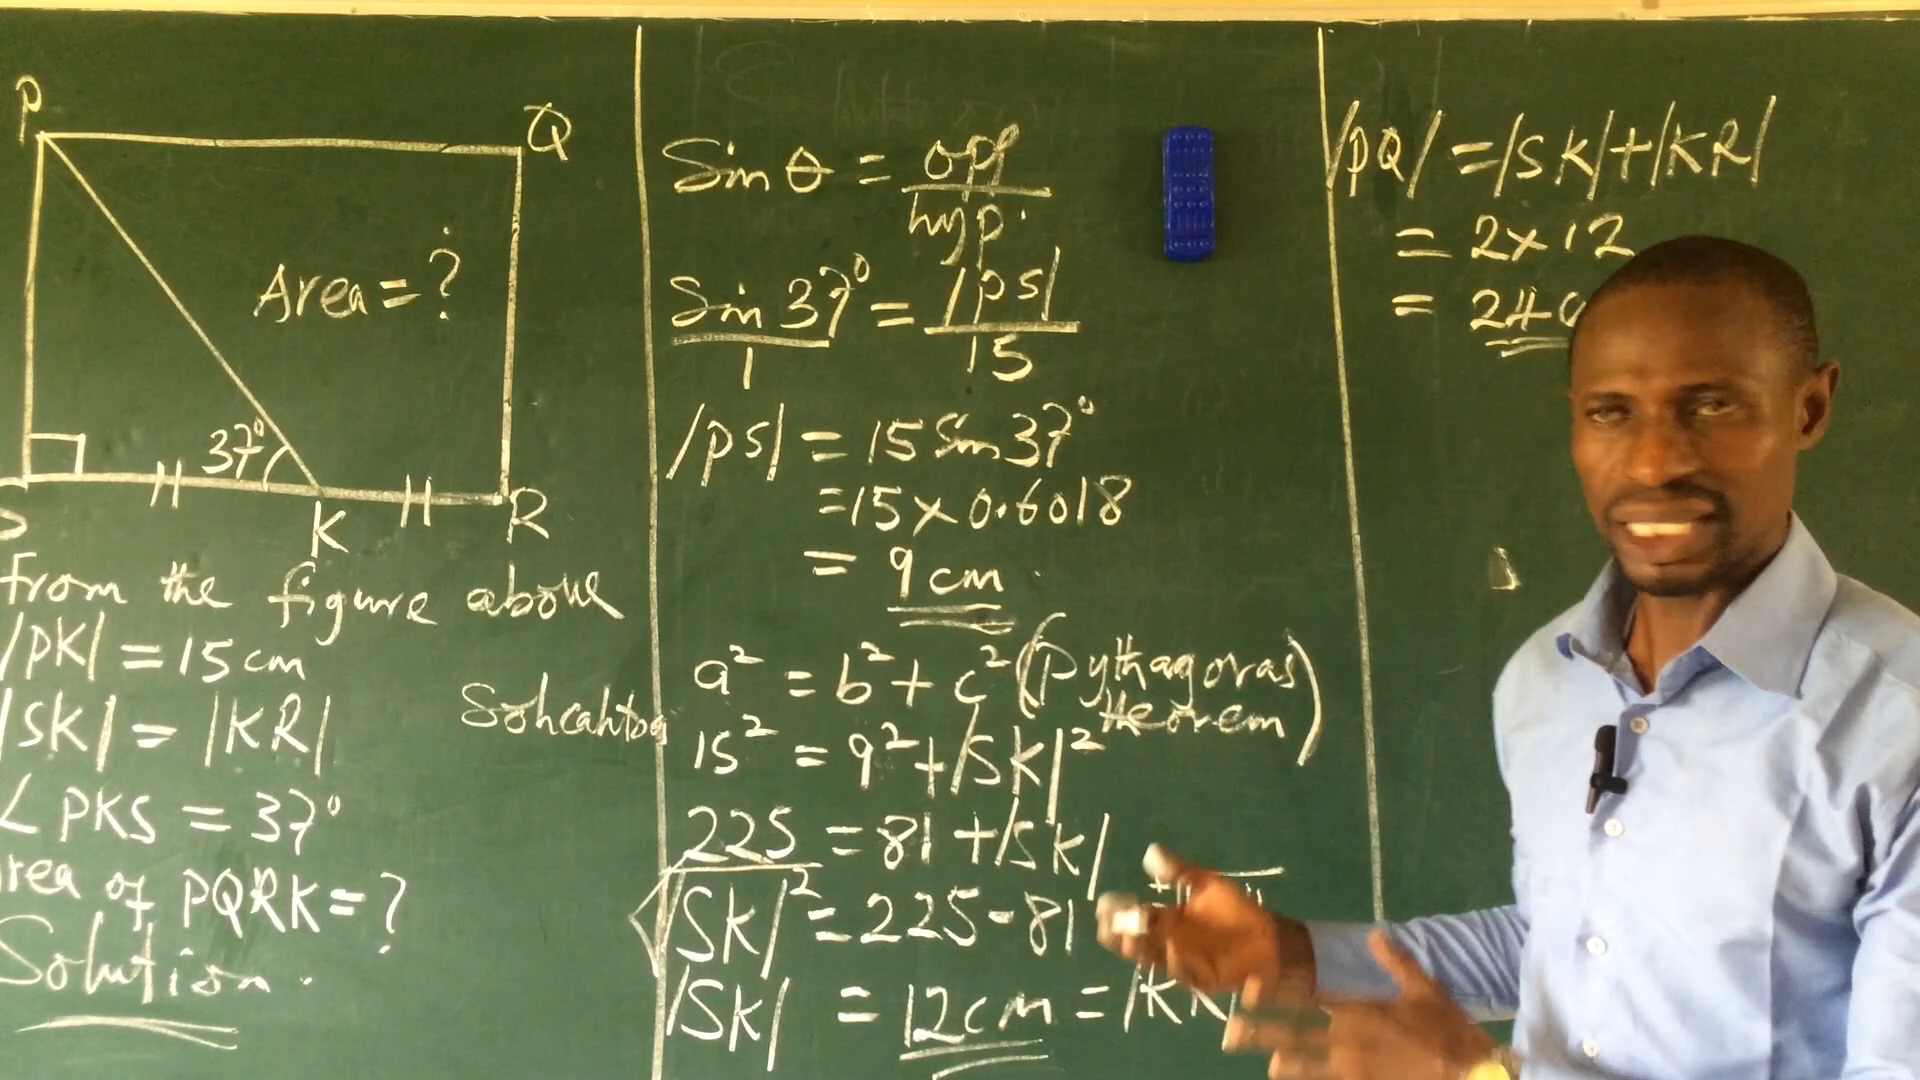 P
Q
Area = ?
37°
K
R
From the figure above
/PK/ = 15cm
/SK/ = /KR/
∠PKS = 37°
rea of PQRK = ?
Solution.
Sohcahtoa
Sin θ = opp/hyp.
Sin 37°/1 = /PS/ /15
/PS/ = 15 Sin 37°
= 15 × 0.6018
= 9cm
a² = b² + c² (Pythagoras theorem)
15² = 9² + /SK/²
225 = 81 + /SK/
√/SK/² = 225 - 81
/SK/ = 12cm = /KR/
/PQ/ = /SK/ + /KR/
= 2×12
= 24